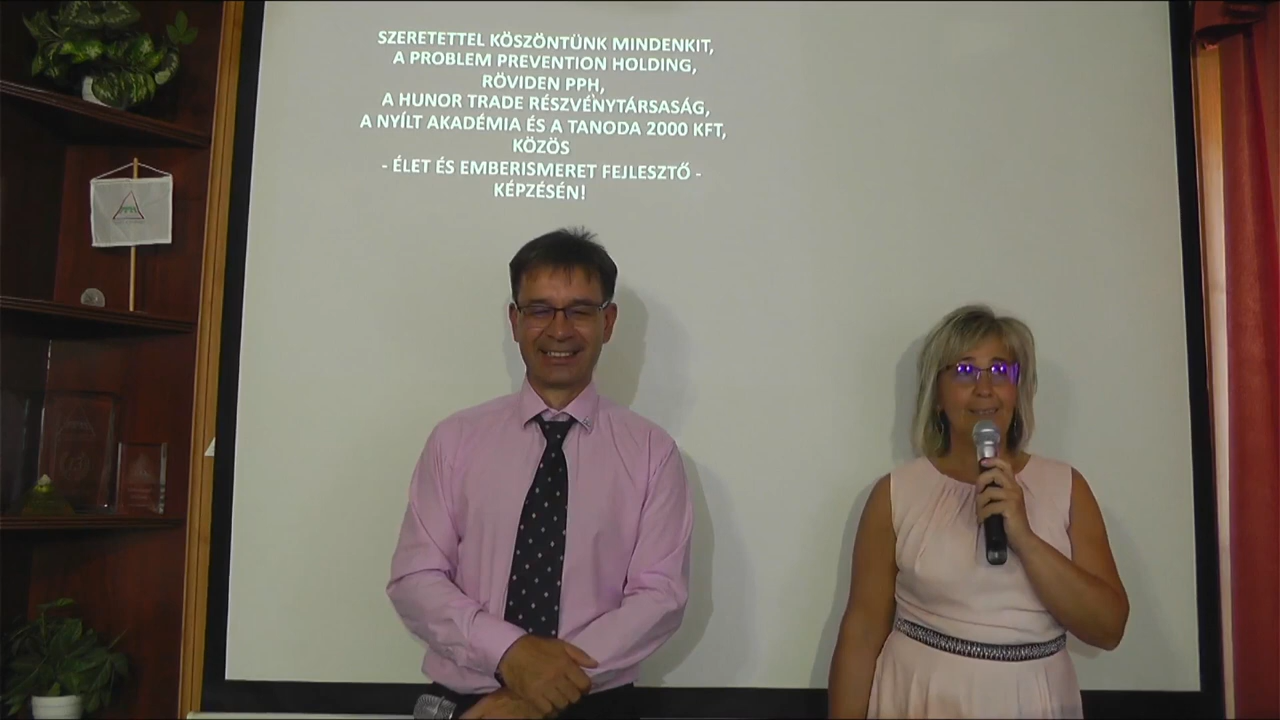 SZERETETTEL KÖSZÖNTÜNK MINDENKIT,
A PROBLEM PREVENTION HOLDING,
RÖVIDEN PPH,
A HUNOR TRADE RÉSZVÉNYTÁRSASÁG,
A NYÍLT AKADÉMIA ÉS A TANODA 2000 KFT,
KÖZÖS
- ÉLET ÉS EMBERISMERET FEJLESZTŐ -
KÉPZÉSÉN!